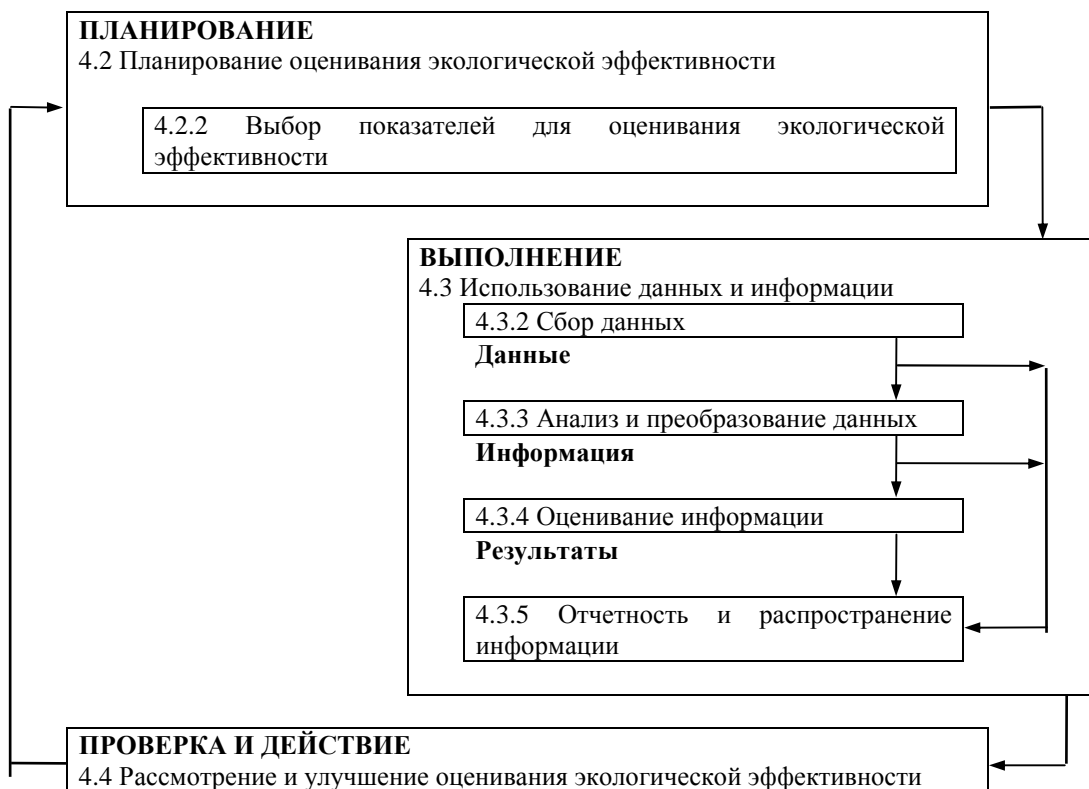 ПЛАНИРОВАНИЕ
4.2 Планирование оценивания экологической эффективности
4.2.2 Выбор показателей для оценивания экологической
эффективности
ВЫПОЛНЕНИЕ
4.3 Использование данных и информации
4.3.2 Сбор данных
Данные
4.3.3 Анализ и преобразование данных
Информация
4.3.4 Оценивание информации
Результаты
4.3.5 Отчетность и распространение
информации
ПРОВЕРКА И ДЕЙСТВИЕ
4.4 Рассмотрение и улучшение оценивания экологической эффективности